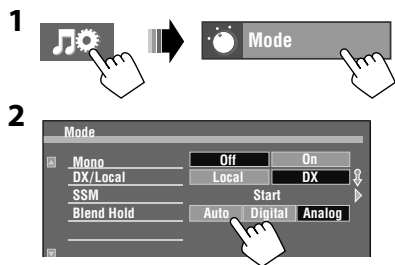 1
Mode
2
Mode
Mono Off On
DX/Local Local DX
SSM Start
Blend Hold Auto Digital Analog